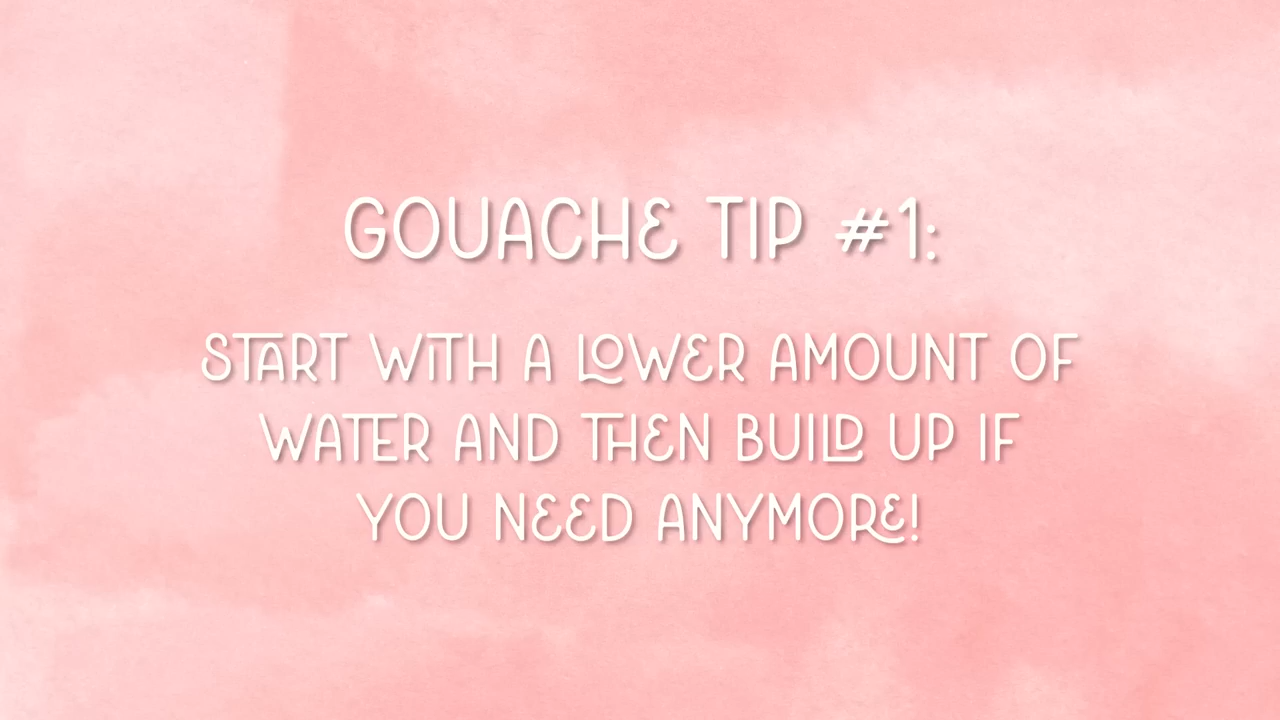 GOUACHE TIP #1:
START WITH A LOWER AMOUNT OF
WATER AND THEN BUILD UP IF
YOU NEED ANYMORE!